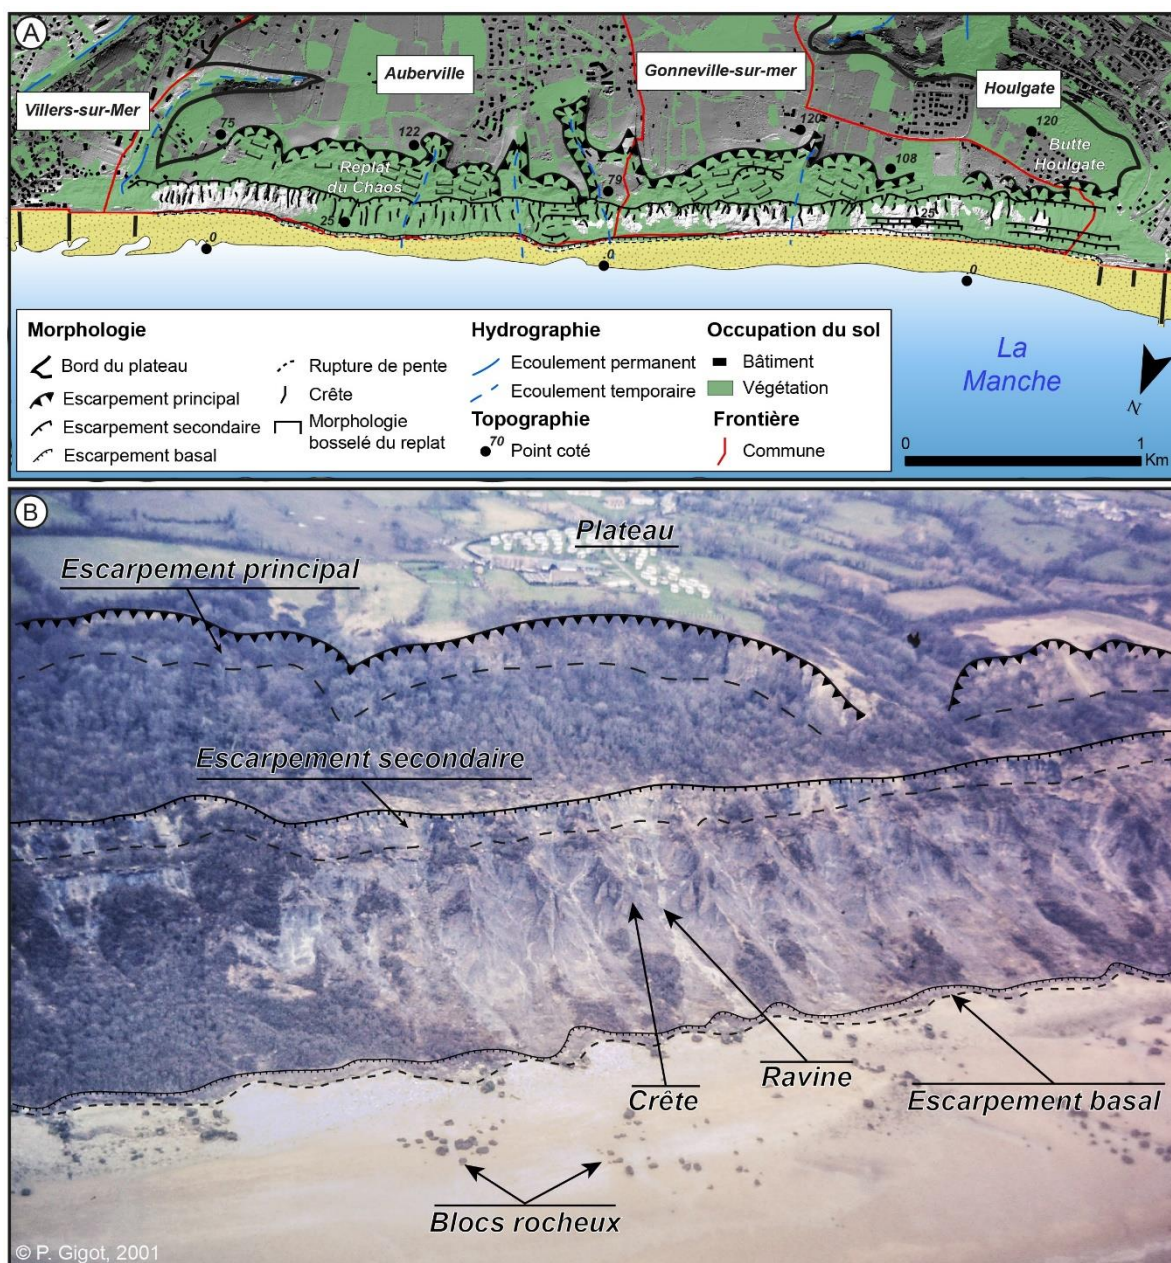 A
Villers-sur-Mer
Auberville
Gonneville-sur-mer
Houlgate
75
122
120
120
Replat
du Chaos
79
108
Butte
Houlgate
25
25
0
0
0
Morphologie
Bord du plateau
Escarpement principal
Escarpement secondaire
Escarpement basal
Rupture de pente
Crête
Morphologie
bosselé du replat
Hydrographie
Ecoulement permanent
Ecoulement temporaire
Topographie
70 Point coté
Occupation du sol
Bâtiment
Végétation
Frontière
Commune
La
Manche
N
0 1
Km
B
Plateau
Escarpement principal
Escarpement secondaire
Crête
Ravine
Escarpement basal
Blocs rocheux
© P. Gigot, 2001